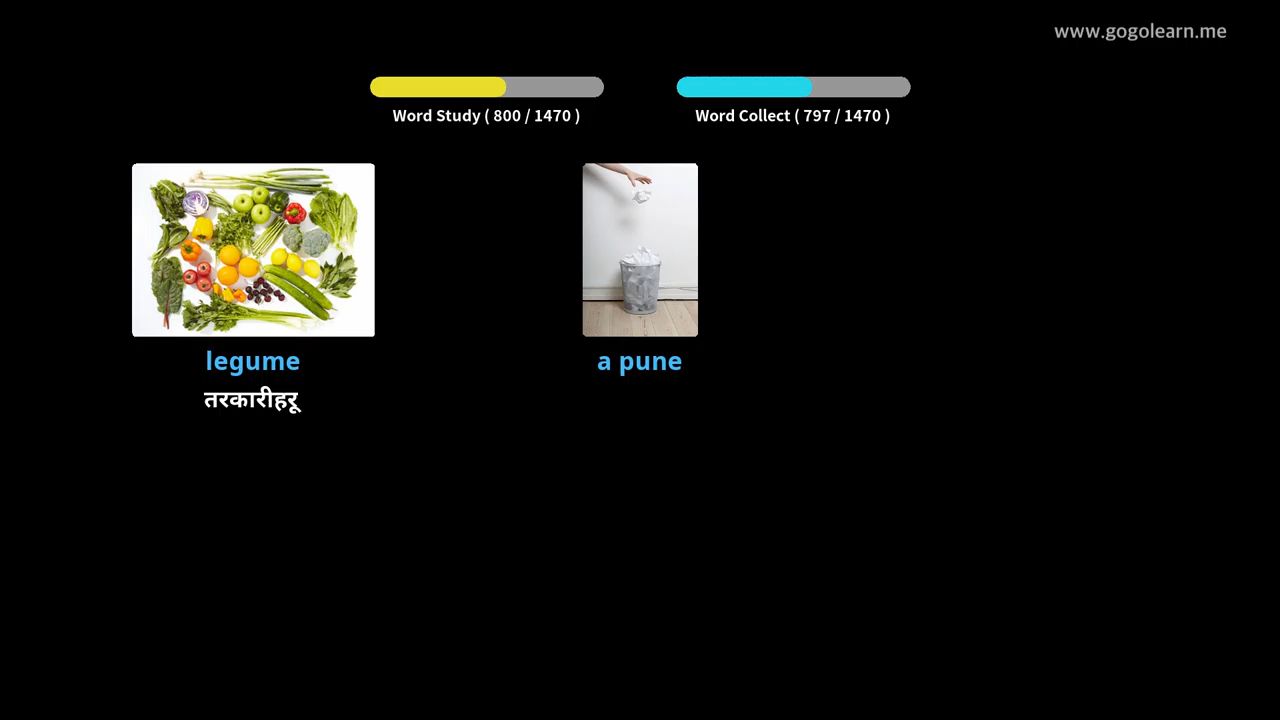 www.gogolearn.me
Word Study ( 800 / 1470 )
Word Collect ( 797 / 1470 )
legume
तरकारीहरू
a pune